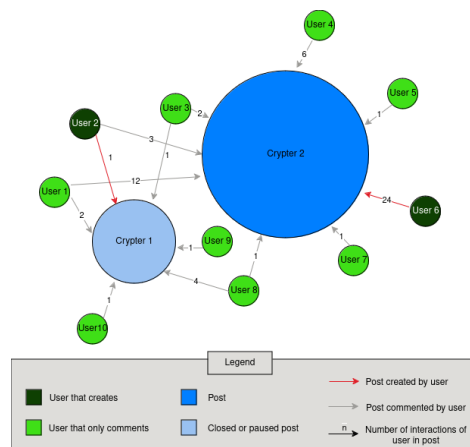 User 4
6
User 5
User 3
2
1
User 2
3
Crypter 2
1
1
12
User 1
2
24
User 6
Crypter 1
User 9
1
1
User 7
1
4
User 8
1
User10
Legend
User that creates
Post
Post created by user
Post commented by user
User that only comments
Closed or paused post
n
Number of interactions
of user in post